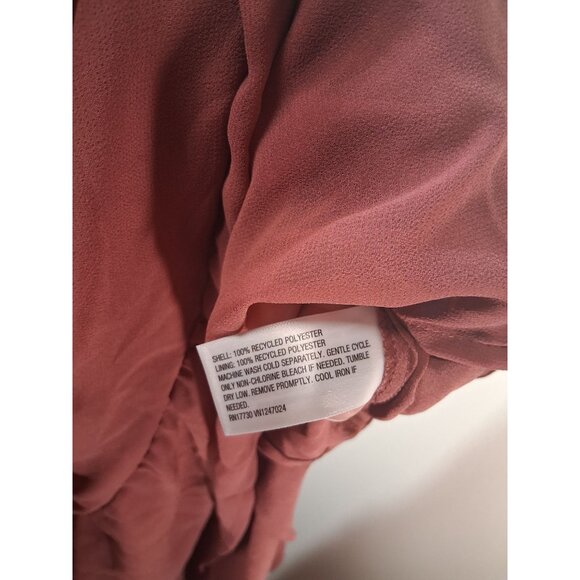 SHELL: 100% RECYCLED POLYESTER
LINING: 100% RECYCLED POLYESTER
MACHINE WASH COLD SEPARATELY. GENTLE CYCLE.
ONLY NON-CHLORINE BLEACH IF NEEDED. TUMBLE
DRY LOW. REMOVE PROMPTLY. COOL IRON IF
NEEDED.
RN17730 VN1247024